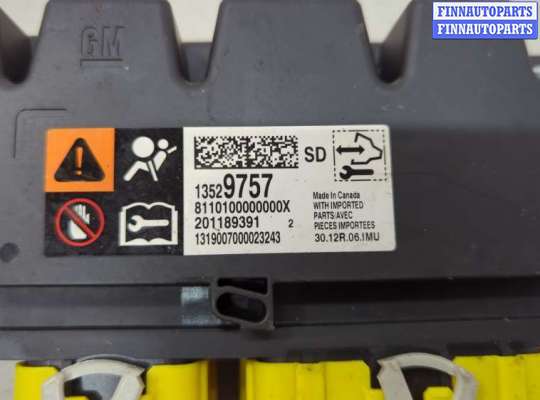 FINNAUTOPARTS
FINNAUTOPARTS
GM
SD
13529757
8110100000000X
201189391 2
1319007000023243
Made In Canada
WITH IMPORTED
PARTS/AVEC
PIECES IMPORTEES
30.12R.06.IMU